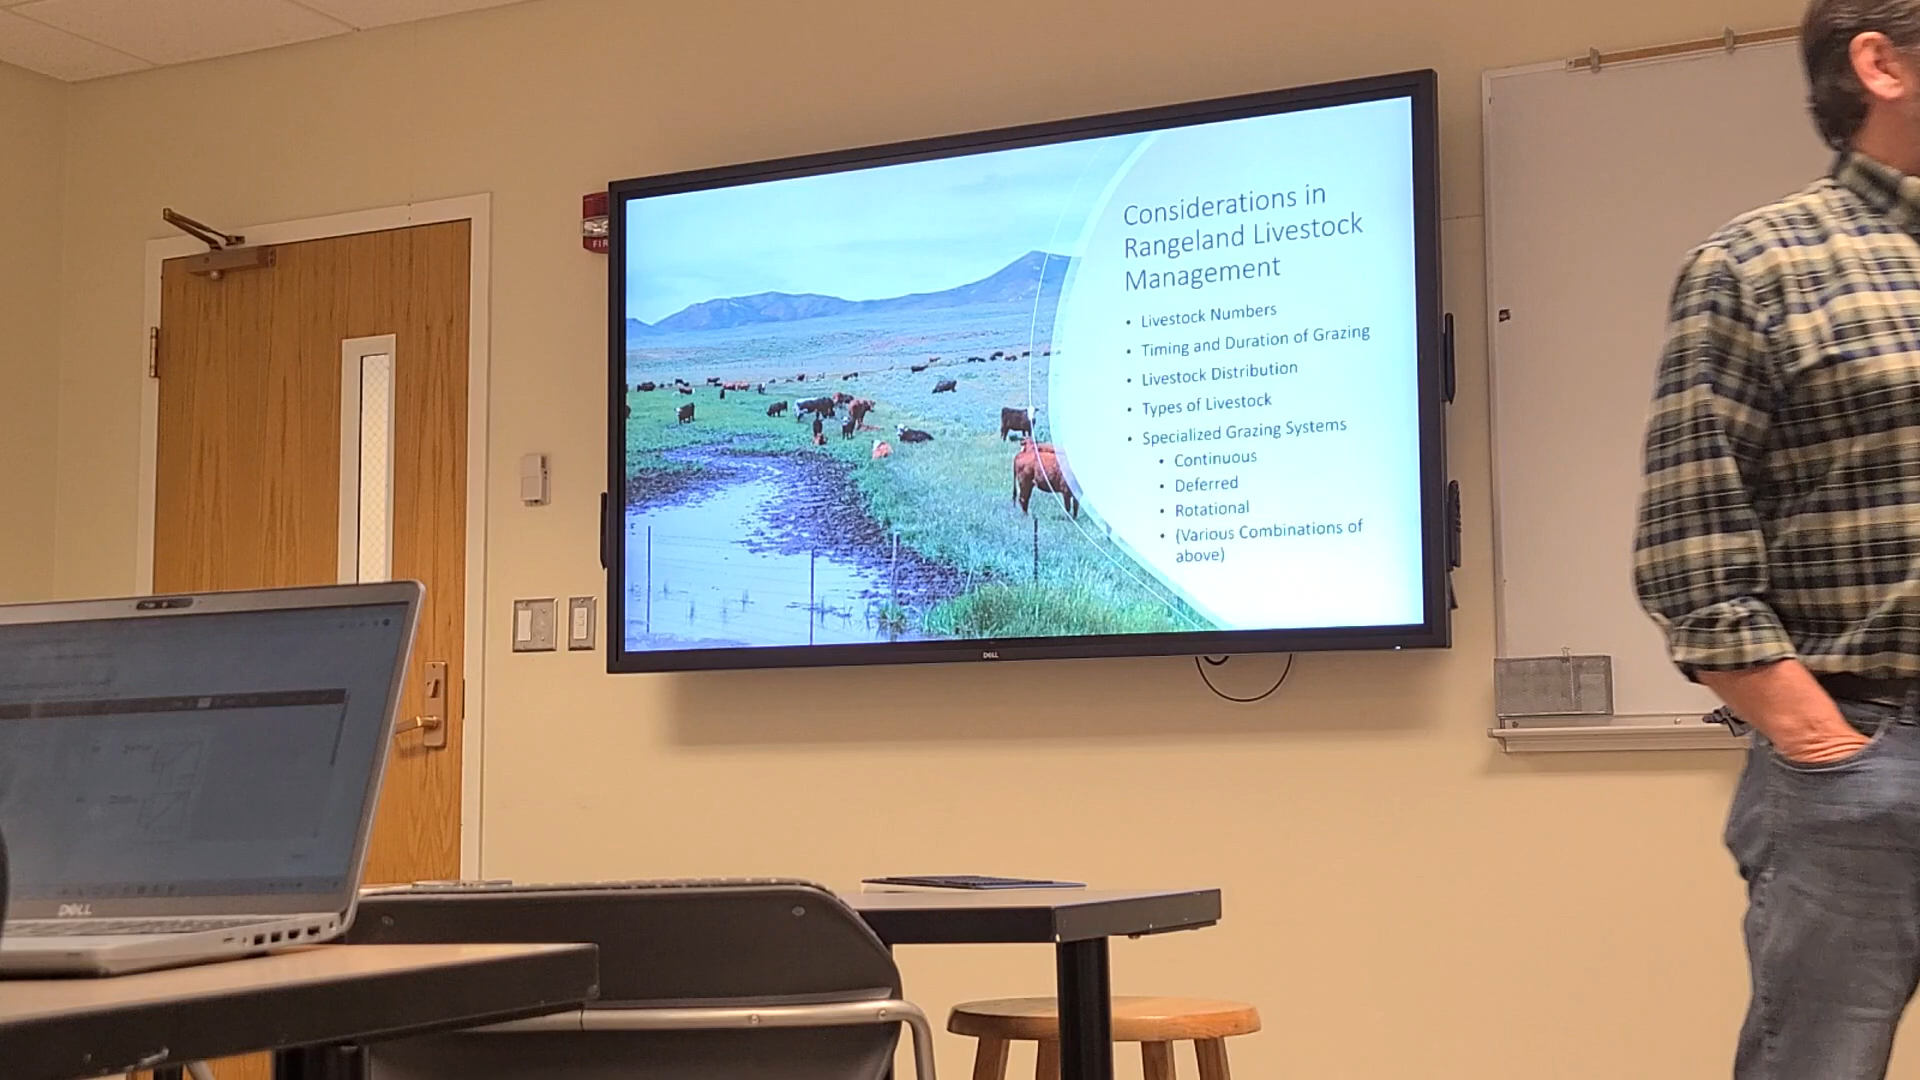 FIR
Considerations in
Rangeland Livestock
Management
• Livestock Numbers
• Timing and Duration of Grazing
• Livestock Distribution
• Types of Livestock
• Specialized Grazing Systems
• Continuous
• Deferred
• Rotational
• (Various Combinations of
above)
DELL
DELL